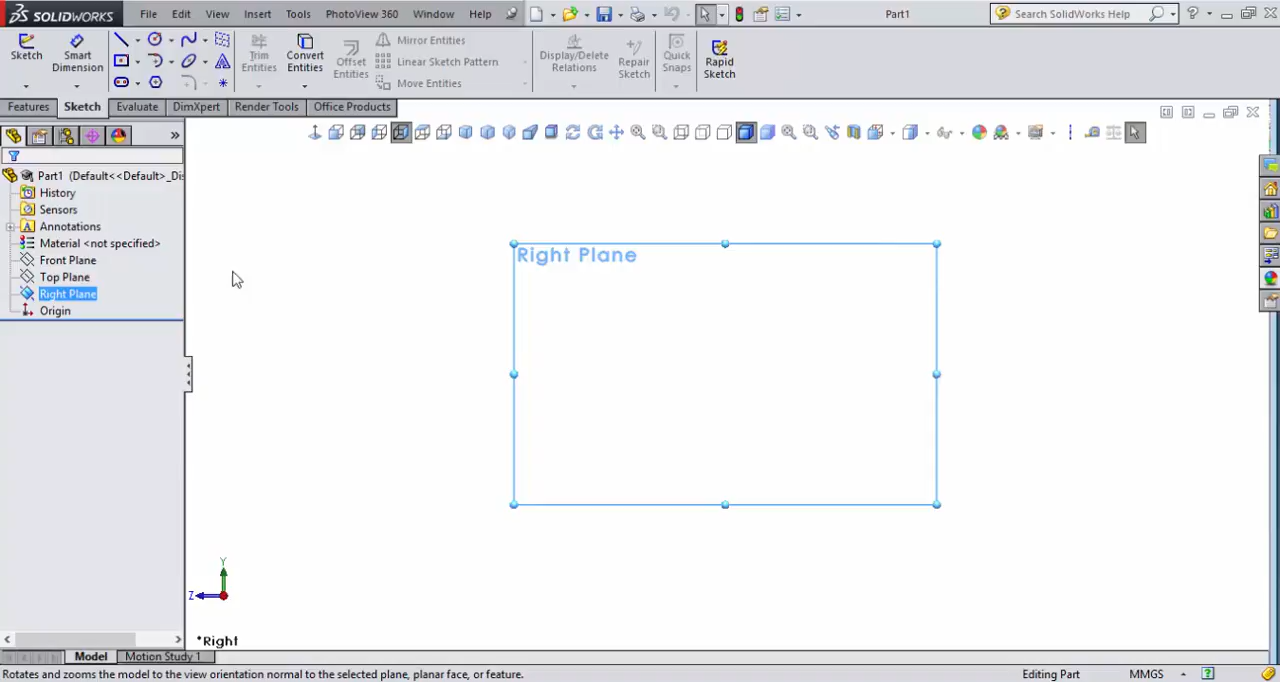 SOLIDWORKS File Edit View Insert Tools PhotoView 360 Window Help Part1 Search SolidWorks Help
Sketch Smart Dimension Trim Entities Convert Entities Offset Entities Mirror Entities Linear Sketch Pattern Move Entities Display/Delete Relations Repair Sketch Quick Snaps Rapid Sketch
Features Sketch Evaluate DimXpert Render Tools Office Products
Part1 (Default<<Default>_Dis
History
Sensors
Annotations
Material <not specified>
Front Plane
Top Plane
Right Plane
Origin
Right Plane
Y
Z
*Right
Model Motion Study 1
Rotates and zooms the model to the view orientation normal to the selected plane, planar face, or feature. Editing Part MMGS